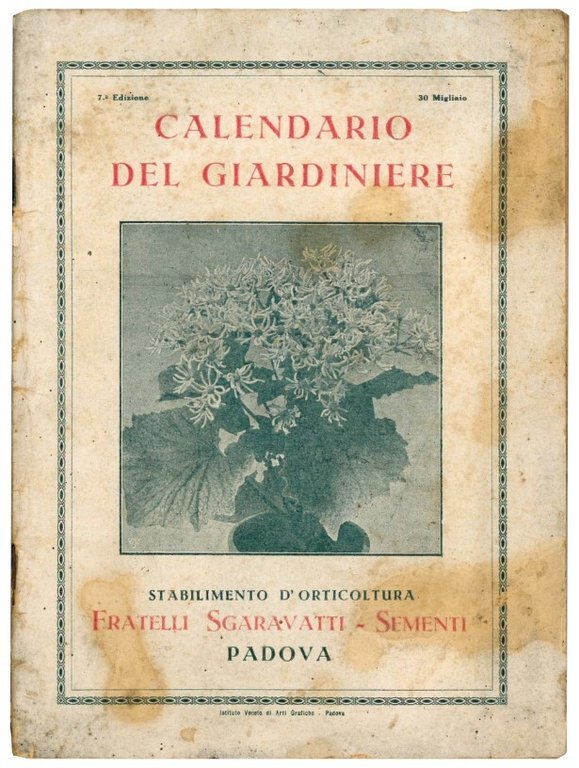 7.ª Edizione
30 Migliaio
CALENDARIO
DEL GIARDINIERE
STABILIMENTO D'ORTICOLTURA
FRATELLI SGARAVATTI - SEMENTI
PADOVA
Istituto Veneto di Arti Grafiche - Padova